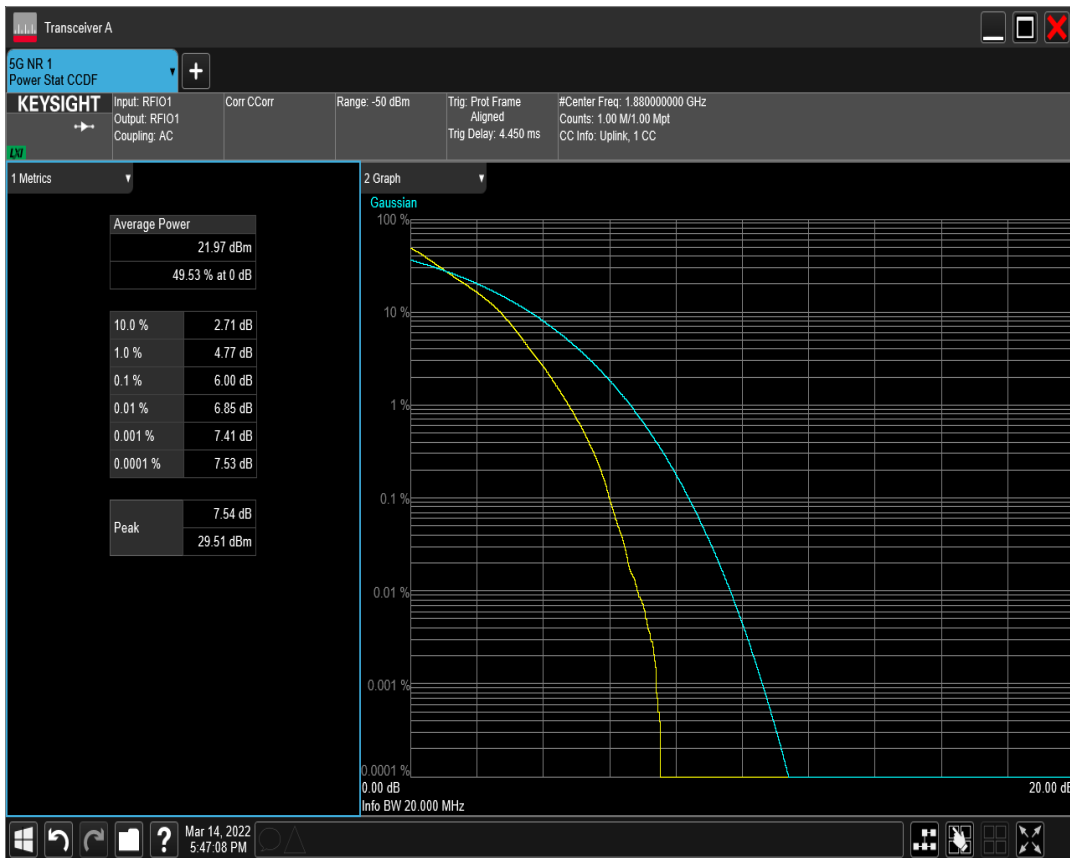 Transceiver A
5G NR 1
Power Stat CCDF
KEYSIGHT
LXI
Input: RFIO1
Output: RFIO1
Coupling: AC
Corr CCorr
Range: -50 dBm
Trig: Prot Frame
Aligned
Trig Delay: 4.450 ms
#Center Freq: 1.880000000 GHz
Counts: 1.00 M/1.00 Mpt
CC Info: Uplink, 1 CC
1 Metrics
Average Power
21.97 dBm
49.53 % at 0 dB
10.0 % 2.71 dB
1.0 % 4.77 dB
0.1 % 6.00 dB
0.01 % 6.85 dB
0.001 % 7.41 dB
0.0001 % 7.53 dB
Peak 7.54 dB
29.51 dBm
2 Graph
Gaussian
100 %
10 %
1 %
0.1 %
0.01 %
0.001 %
0.0001 %
0.00 dB 20.00 dB
Info BW 20.000 MHz
? Mar 14, 2022
5:47:08 PM